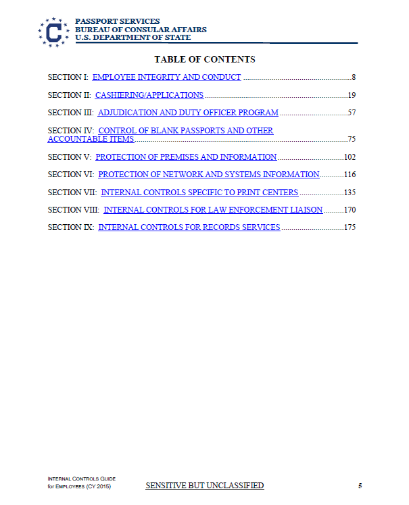 PASSPORT SERVICES
BUREAU OF CONSULAR AFFAIRS
U.S. DEPARTMENT OF STATE
TABLE OF CONTENTS
SECTION I: EMPLOYEE INTEGRITY AND CONDUCT ........ 8
SECTION II: CASHIERING/APPLICATIONS ........ 19
SECTION III: ADJUDICATION AND DUTY OFFICER PROGRAM ........ 57
SECTION IV: CONTROL OF BLANK PASSPORTS AND OTHER
ACCOUNTABLE ITEMS ........ 75
SECTION V: PROTECTION OF PREMISES AND INFORMATION ........ 102
SECTION VI: PROTECTION OF NETWORK AND SYSTEMS INFORMATION ........ 116
SECTION VII: INTERNAL CONTROLS SPECIFIC TO PRINT CENTERS ........ 135
SECTION VIII: INTERNAL CONTROLS FOR LAW ENFORCEMENT LIAISON ........ 170
SECTION IX: INTERNAL CONTROLS FOR RECORDS SERVICES ........ 175
INTERNAL CONTROLS GUIDE
for EMPLOYEES (CY 2015) SENSITIVE BUT UNCLASSIFIED 5